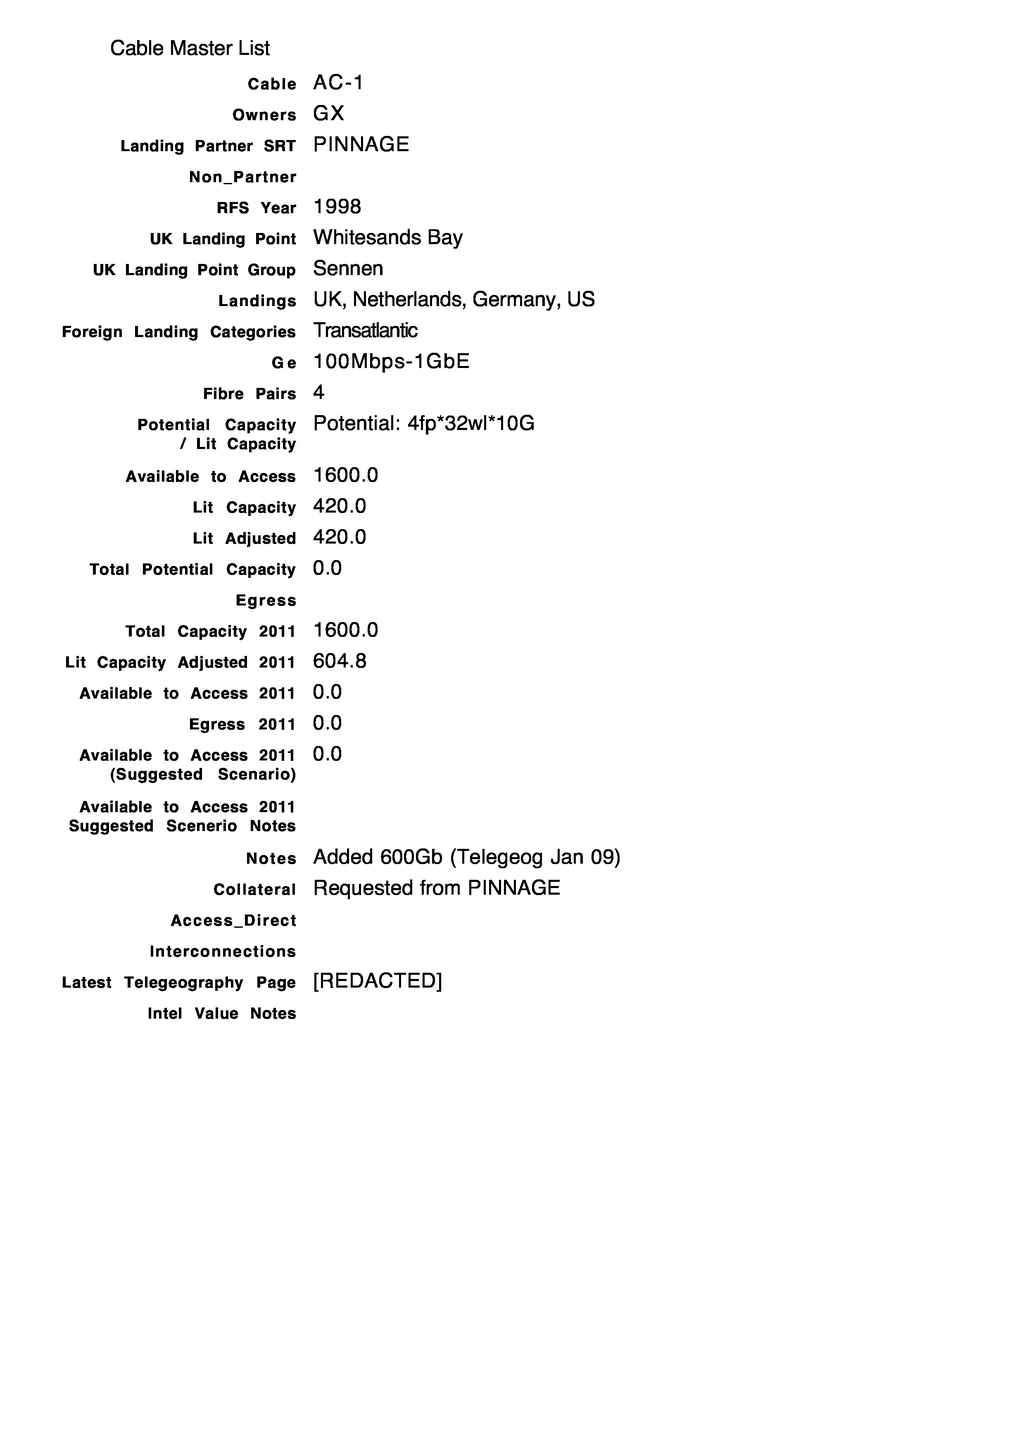 Cable Master List
Cable AC-1
Owners GX
Landing Partner SRT PINNAGE
Non_Partner
RFS Year 1998
UK Landing Point Whitesands Bay
UK Landing Point Group Sennen
Landings UK, Netherlands, Germany, US
Foreign Landing Categories Transatlantic
Ge 100Mbps-1GbE
Fibre Pairs 4
Potential Capacity Potential: 4fp*32wl*10G
/ Lit Capacity
Available to Access 1600.0
Lit Capacity 420.0
Lit Adjusted 420.0
Total Potential Capacity 0.0
Egress
Total Capacity 2011 1600.0
Lit Capacity Adjusted 2011 604.8
Available to Access 2011 0.0
Egress 2011 0.0
Available to Access 2011 0.0
(Suggested Scenario)
Available to Access 2011
Suggested Scenerio Notes
Notes Added 600Gb (Telegeog Jan 09)
Collateral Requested from PINNAGE
Access_Direct
Interconnections
Latest Telegeography Page [REDACTED]
Intel Value Notes